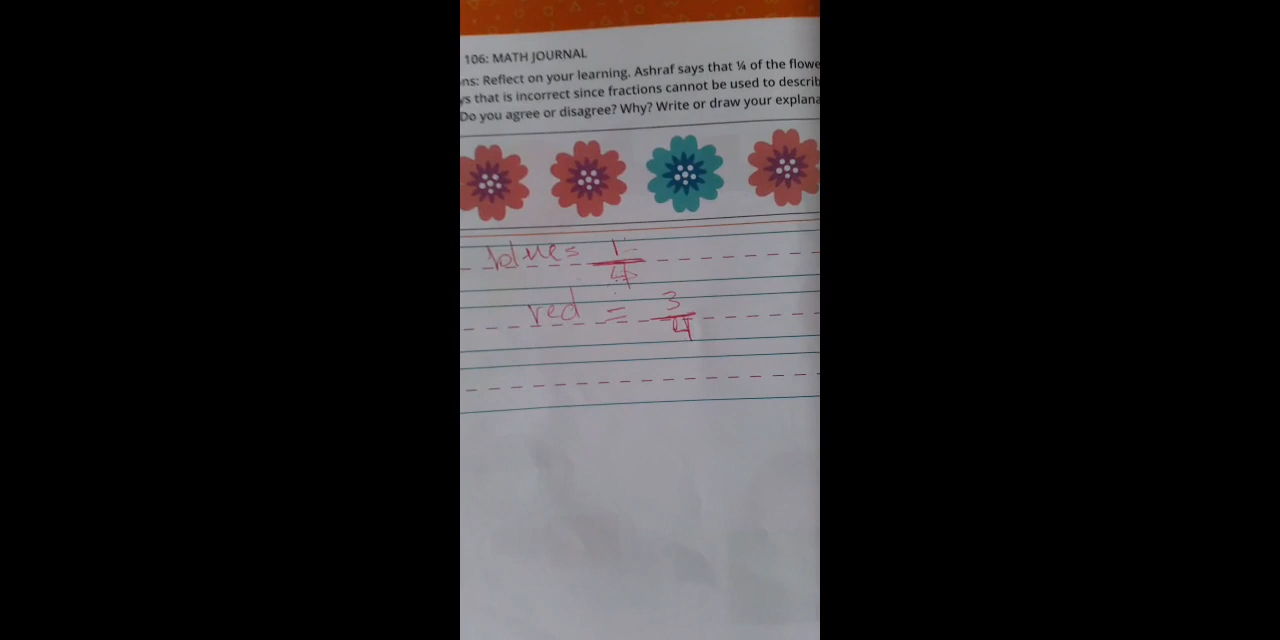 106: MATH JOURNAL
ns: Reflect on your learning. Ashraf says that ¼ of the flowe
ys that is incorrect since fractions cannot be used to describ
Do you agree or disagree? Why? Write or draw your explana
blues 1/4
red = 3/4